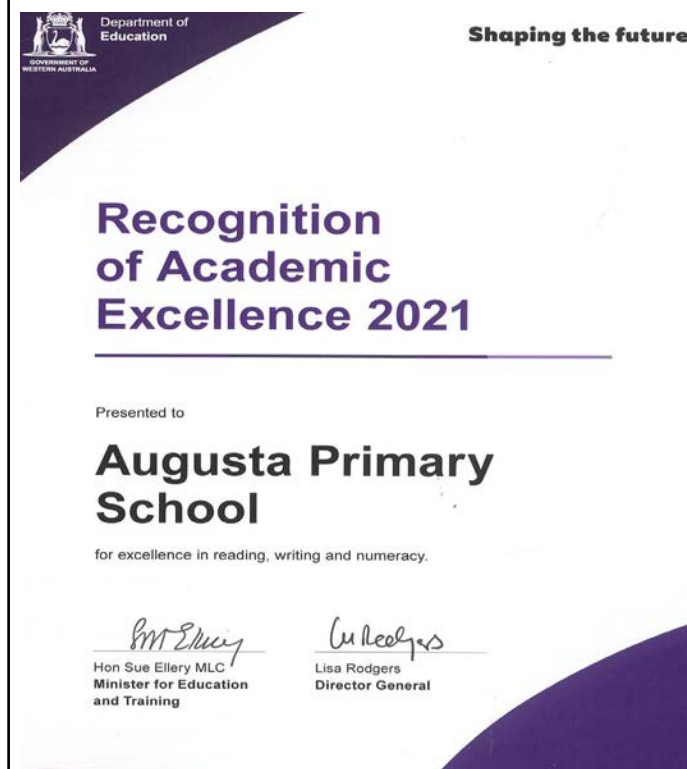 Department of
Education
GOVERNMENT OF
WESTERN AUSTRALIA
Shaping the future
Recognition
of Academic
Excellence 2021
Presented to
Augusta Primary
School
for excellence in reading, writing and numeracy.
Hon Sue Ellery MLC
Minister for Education
and Training
Lisa Rodgers
Director General